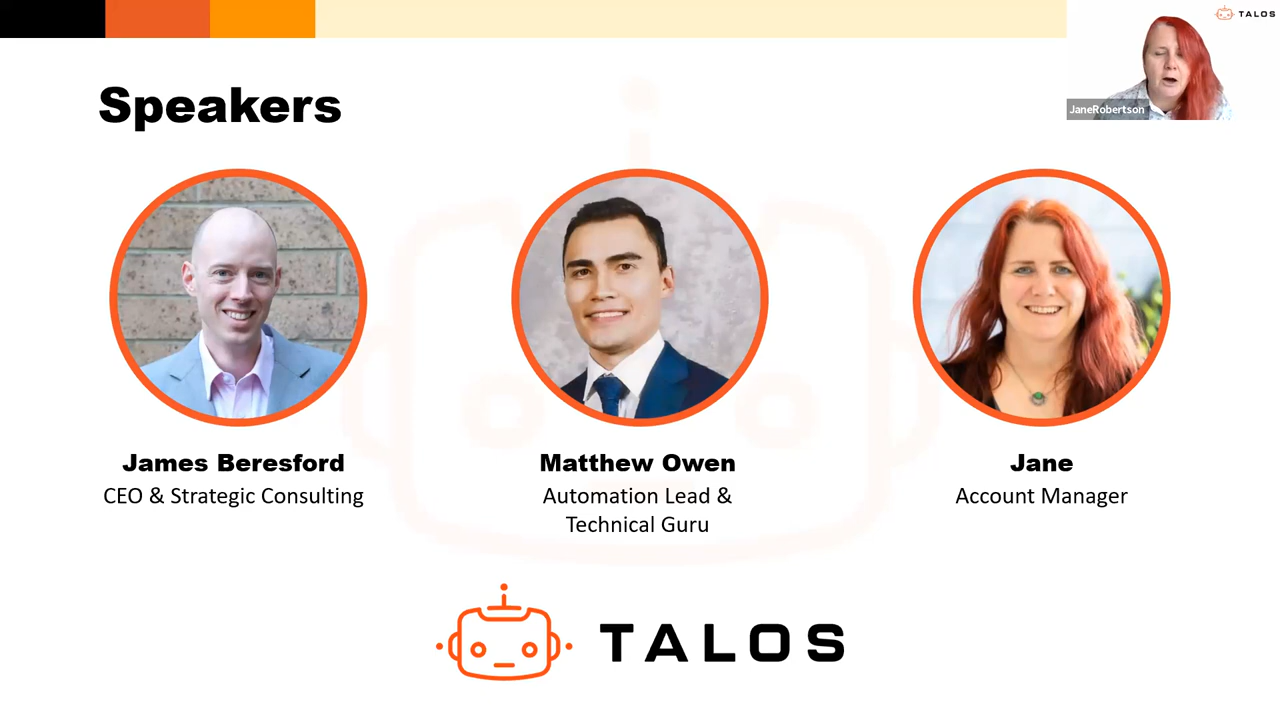 TALOS
JaneRobertson
Speakers
James Beresford
CEO & Strategic Consulting
Matthew Owen
Automation Lead &
Technical Guru
Jane
Account Manager
TALOS